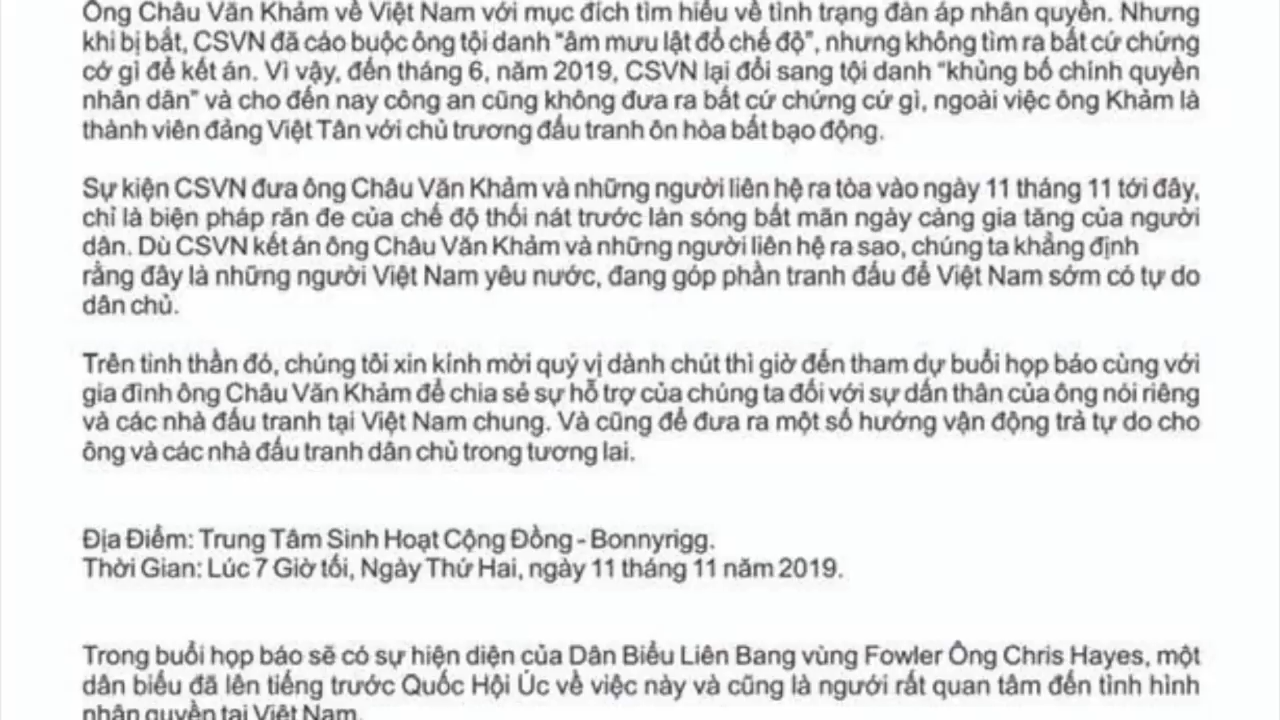 Ông Châu Văn Khảm về Việt Nam với mục đích tìm hiểu về tình trạng đàn áp nhân quyền. Nhưng
khi bị bắt, CSVN đã cáo buộc ông tội danh “âm mưu lật đổ chế độ”, nhưng không tìm ra bất cứ chứng
cớ gì để kết án. Vì vậy, đến tháng 6, năm 2019, CSVN lại đổi sang tội danh “khủng bố chính quyền
nhân dân” và cho đến nay công an cũng không đưa ra bất cứ chứng cứ gì, ngoài việc ông Khảm là
thành viên đảng Việt Tân với chủ trương đấu tranh ôn hòa bất bạo động.
Sự kiện CSVN đưa ông Châu Văn Khảm và những người liên hệ ra tòa vào ngày 11 tháng 11 tới đây,
chỉ là biện pháp răn đe của chế độ thối nát trước làn sóng bất mãn ngày càng gia tăng của người
dân. Dù CSVN kết án ông Châu Văn Khảm và những người liên hệ ra sao, chúng ta khẳng định
rằng đây là những người Việt Nam yêu nước, đang góp phần tranh đấu để Việt Nam sớm có tự do
dân chủ.
Trên tinh thần đó, chúng tôi xin kính mời quý vị dành chút thì giờ đến tham dự buổi họp báo cùng với
gia đình ông Châu Văn Khảm để chia sẻ sự hỗ trợ của chúng ta đối với sự dấn thân của ông nói riêng
và các nhà đấu tranh tại Việt Nam chung. Và cũng để đưa ra một số hướng vận động trả tự do cho
ông và các nhà đấu tranh dân chủ trong tương lai.
Địa Điểm: Trung Tâm Sinh Hoạt Cộng Đồng - Bonnyrigg.
Thời Gian: Lúc 7 Giờ tối, Ngày Thứ Hai, ngày 11 tháng 11 năm 2019.
Trong buổi họp báo sẽ có sự hiện diện của Dân Biểu Liên Bang vùng Fowler Ông Chris Hayes, một
dân biểu đã lên tiếng trước Quốc Hội Úc về việc này và cũng là người rất quan tâm đến tình hình
nhân quyền tại Việt Nam.